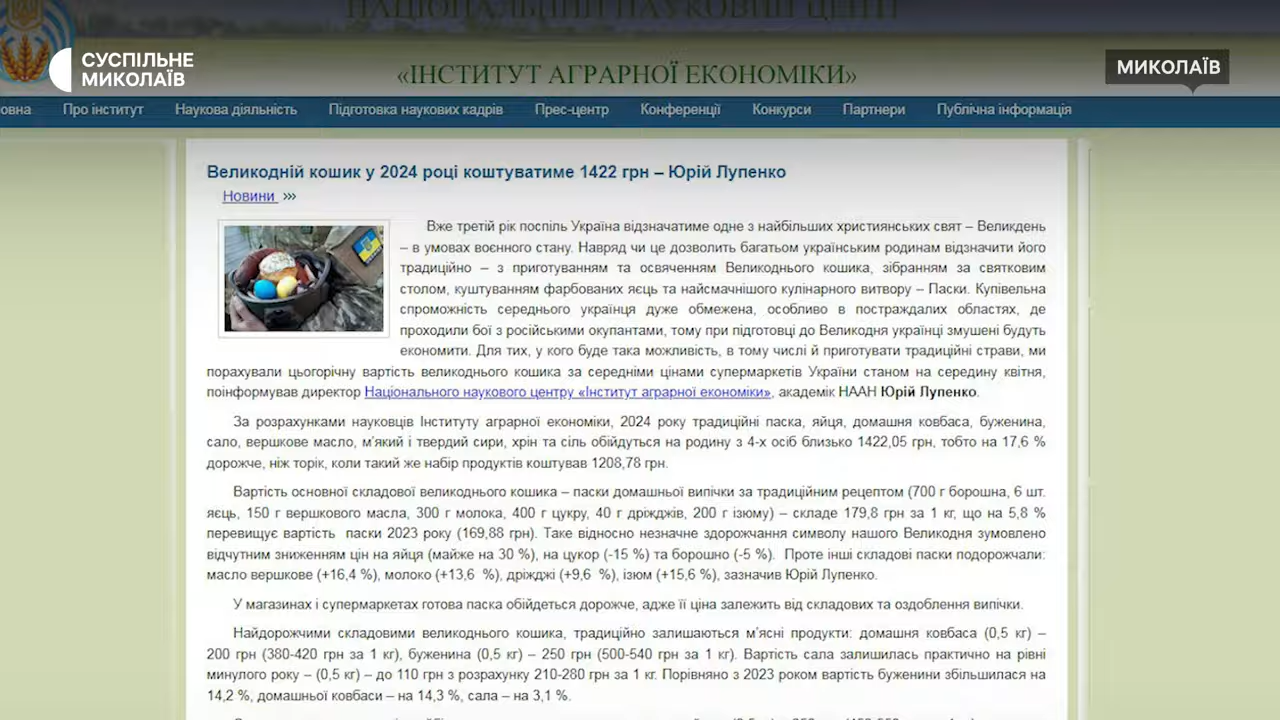 НАЦІОНАЛЬНИЙ НАУКОВИЙ ЦЕНТР
СУСПІЛЬНЕ
МИКОЛАЇВ
МИКОЛАЇВ
«ІНСТИТУТ АГРАРНОЇ ЕКОНОМІКИ»
овна Про інститут Наукова діяльність Підготовка наукових кадрів Прес-центр Конференції Конкурси Партнери Публічна інформація
Великодній кошик у 2024 році коштуватиме 1422 грн – Юрій Лупенко
Новини »»
Вже третій рік поспіль Україна відзначатиме одне з найбільших християнських свят – Великдень
– в умовах воєнного стану. Навряд чи це дозволить багатьом українським родинам відзначити його
традиційно – з приготуванням та освяченням Великоднього кошика, зібранням за святковим
столом, куштуванням фарбованих яєць та найсмачнішого кулінарного витвору – Паски. Купівельна
спроможність середнього українця дуже обмежена, особливо в постраждалих областях, де
проходили бої з російськими окупантами, тому при підготовці до Великодня українці змушені будуть
економити. Для тих, у кого буде така можливість, в тому числі й приготувати традиційні страви, ми
порахували цьогорічну вартість великоднього кошика за середніми цінами супермаркетів України станом на середину квітня,
поінформував директор Національного наукового центру «Інститут аграрної економіки», академік НААН Юрій Лупенко.
За розрахунками науковців Інституту аграрної економіки, 2024 року традиційні паска, яйця, домашня ковбаса, буженина,
сало, вершкове масло, м'який і твердий сири, хрін та сіль обійдуться на родину з 4-х осіб близько 1422,05 грн, тобто на 17,6 %
дорожче, ніж торік, коли такий же набір продуктів коштував 1208,78 грн.
Вартість основної складової великоднього кошика – паски домашньої випічки за традиційним рецептом (700 г борошна, 6 шт.
яєць, 150 г вершкового масла, 300 г молока, 400 г цукру, 40 г дріжджів, 200 г ізюму) – складе 179,8 грн за 1 кг, що на 5,8 %
перевищує вартість паски 2023 року (169,88 грн). Таке відносно незначне здорожчання символу нашого Великодня зумовлено
відчутним зниженням цін на яйця (майже на 30 %), на цукор (-15 %) та борошно (-5 %). Проте інші складові паски подорожчали:
масло вершкове (+16,4 %), молоко (+13,6 %), дріжджі (+9,6 %), ізюм (+15,6 %), зазначив Юрій Лупенко.
У магазинах і супермаркетах готова паска обійдеться дорожче, адже її ціна залежить від складових та оздоблення випічки.
Найдорожчими складовими великоднього кошика, традиційно залишаються м'ясні продукти: домашня ковбаса (0,5 кг) –
200 грн (380-420 грн за 1 кг), буженина (0,5 кг) – 250 грн (500-540 грн за 1 кг). Вартість сала залишилась практично на рівні
минулого року – (0,5 кг) – до 110 грн з розрахунку 210-280 грн за 1 кг. Порівняно з 2023 роком вартість буженини збільшилася на
14,2 %, домашньої ковбаси – на 14,3 %, сала – на 3,1 %.